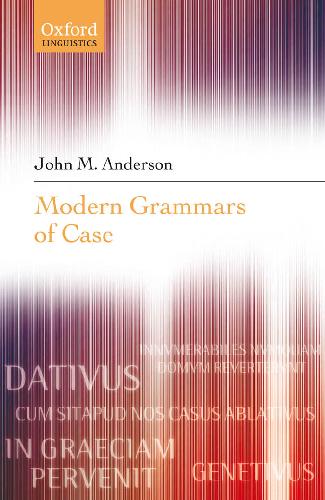 Oxford
LINGUISTICS
John M. Anderson
Modern Grammars
of Case
INNVMERABILES NVMQUAM
DOMVM REVERTERVNT
DATIVUS
CUM SIT APUD NOS CASUS ABLATIVUS
IN GRAECIAM
PERVENIT
GENETIVUS